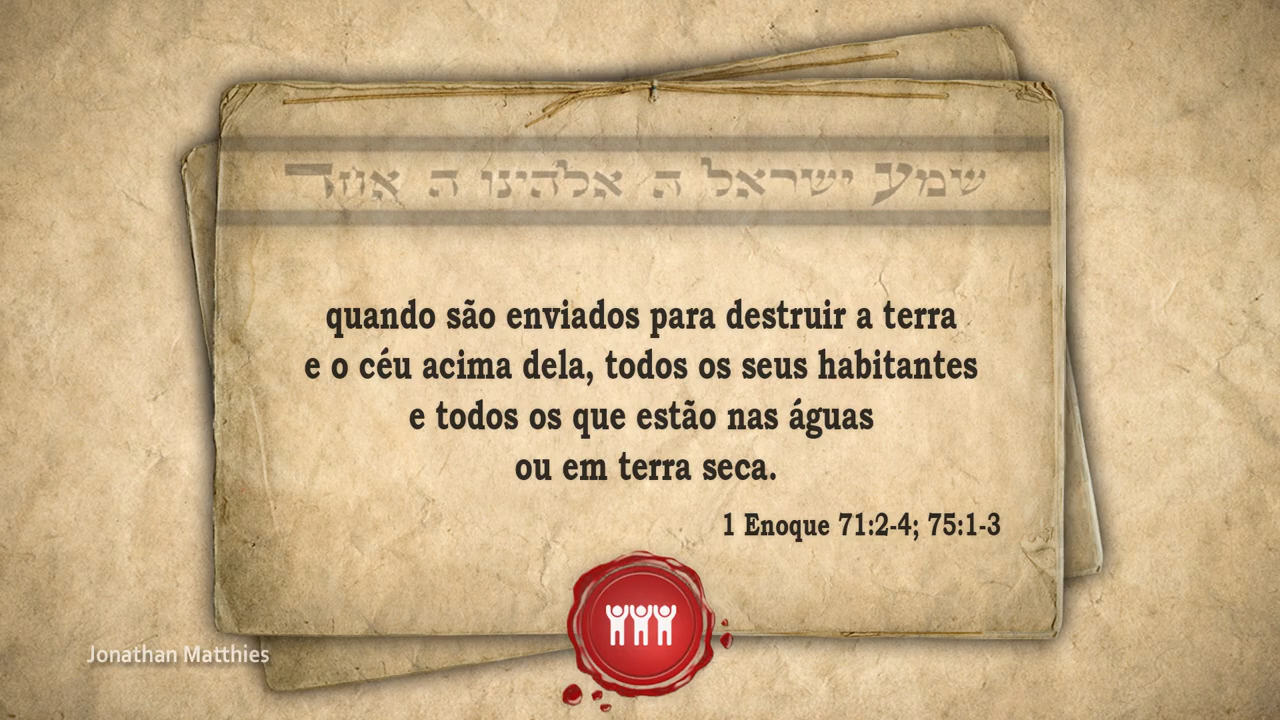 שמע ישראל ה אלהינו ה אחד
quando são enviados para destruir a terra
e o céu acima dela, todos os seus habitantes
e todos os que estão nas águas
ou em terra seca.
1 Enoque 71:2-4; 75:1-3
Jonathan Matthies